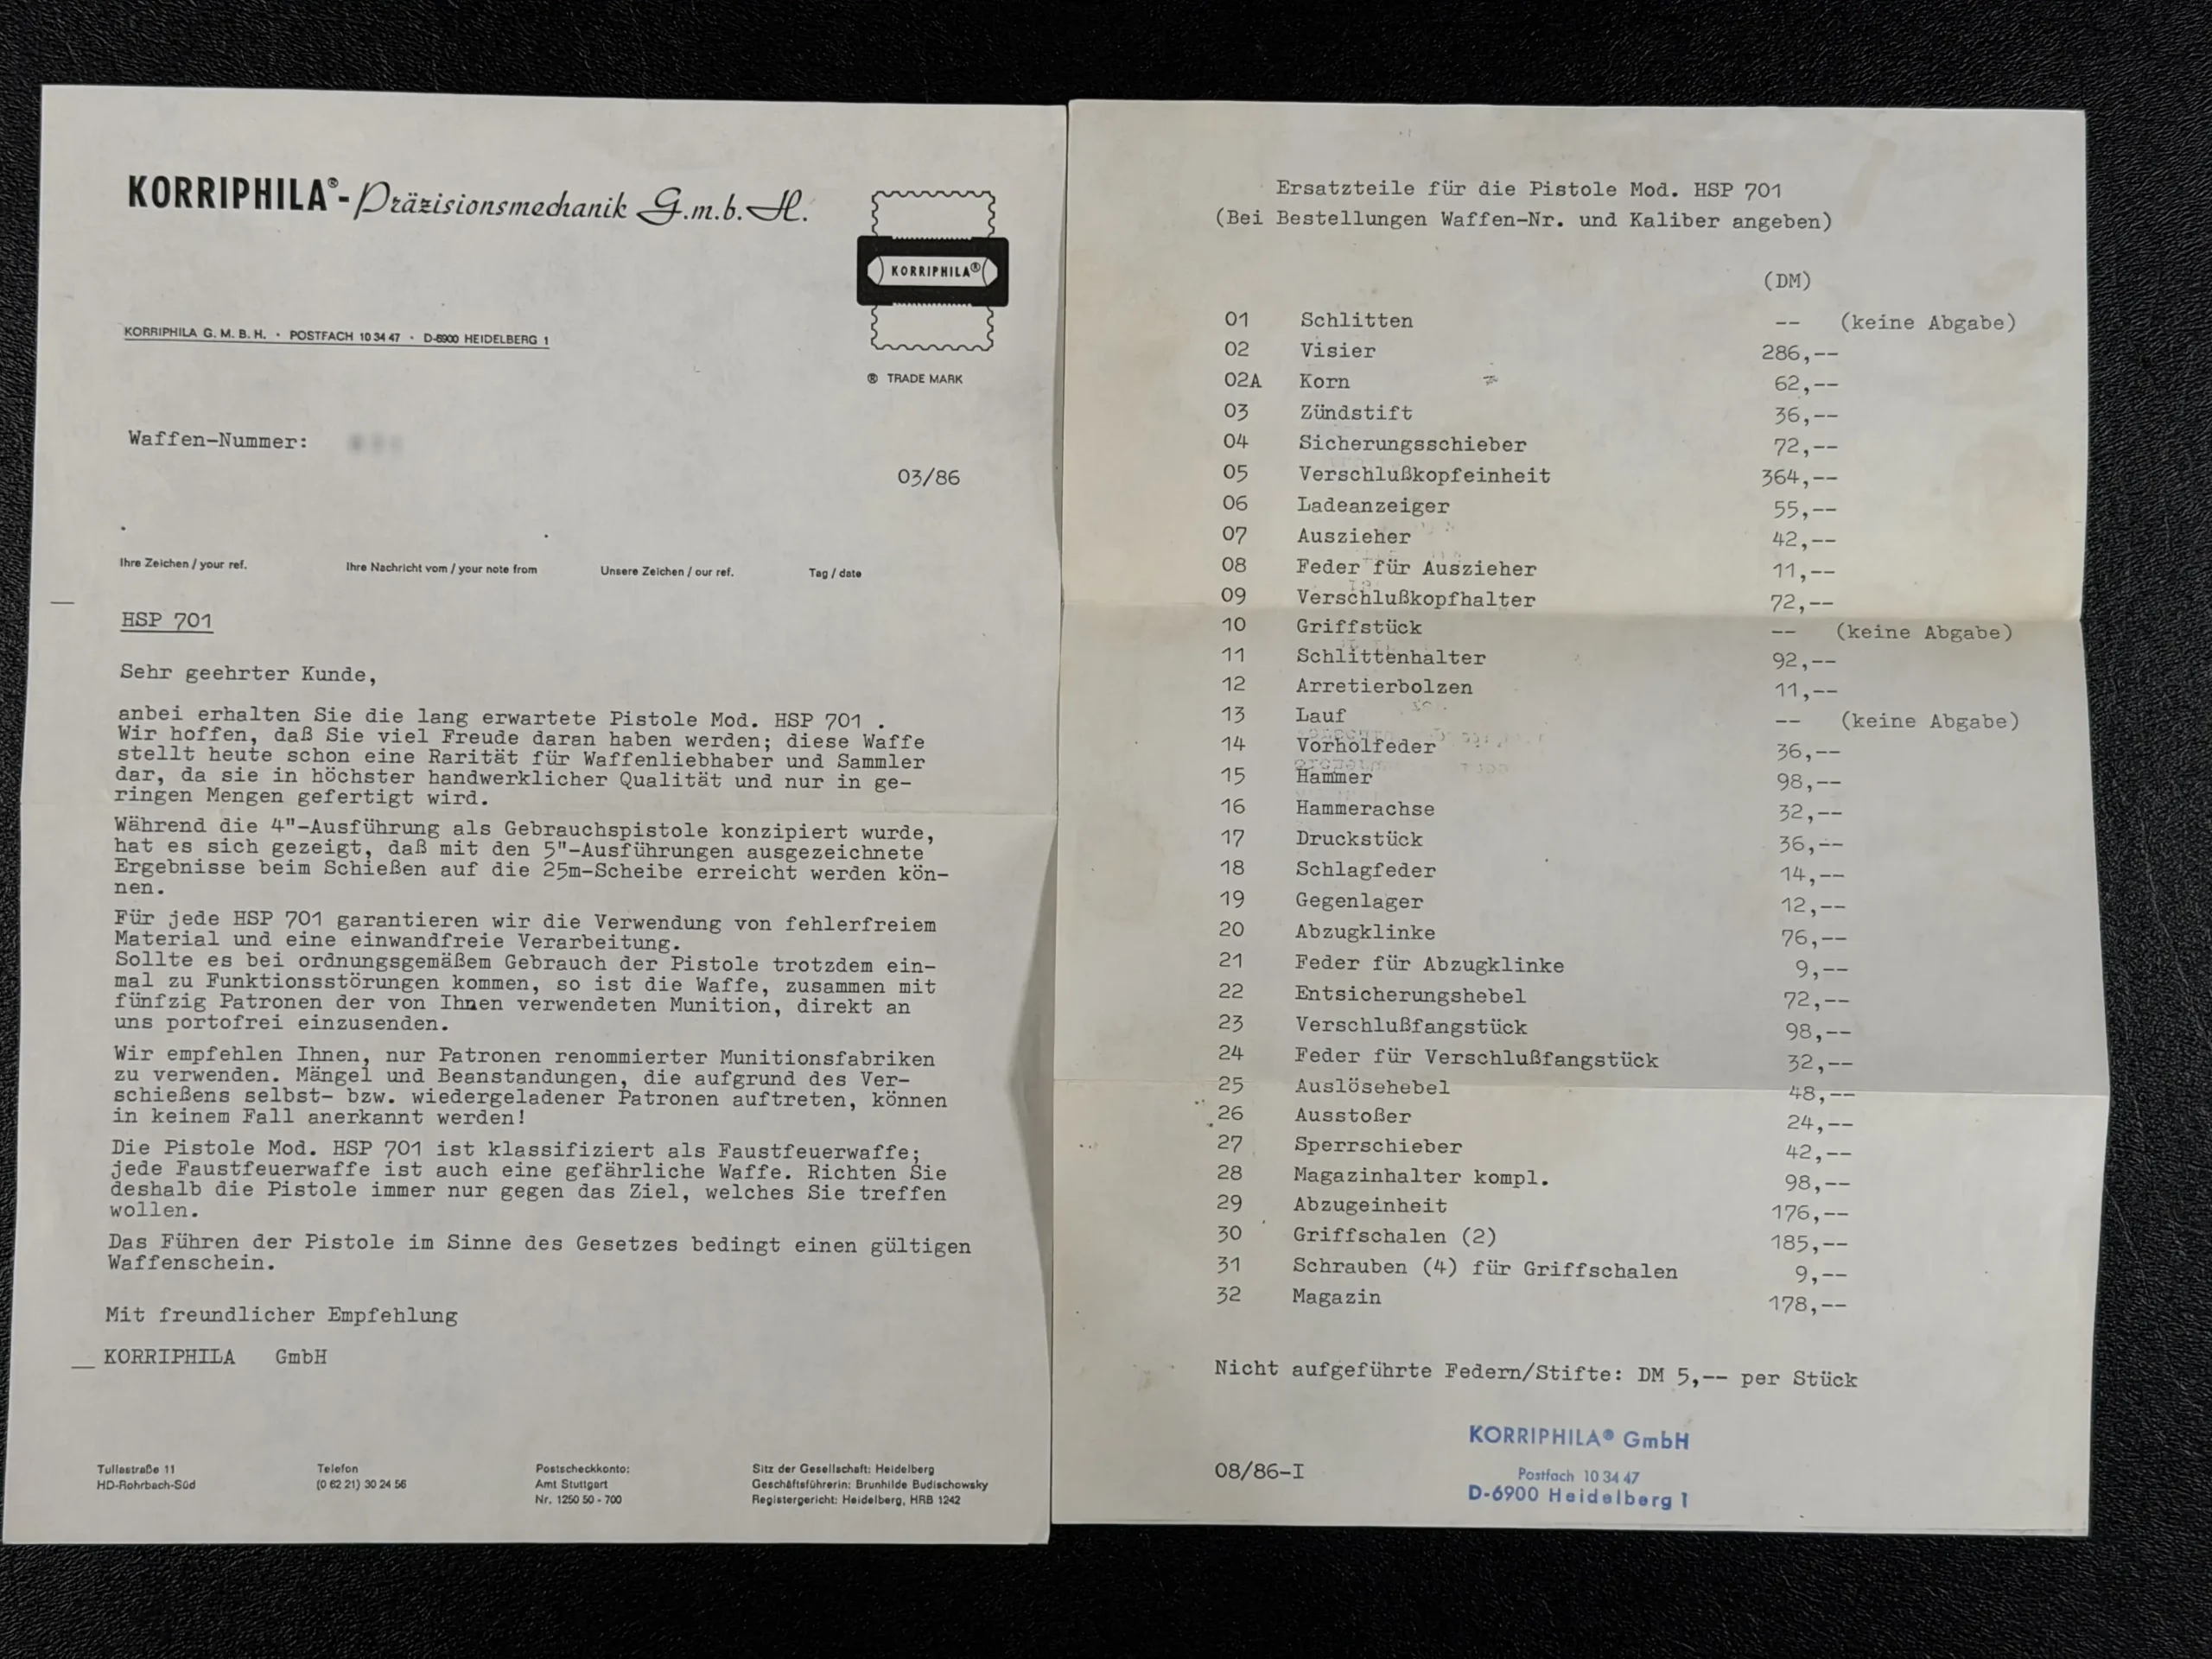 KORRIPHILA®-Präzisionsmechanik G.m.b.H.
KORRIPHILA®
® TRADE MARK
KORRIPHILA G. M. B. H. · POSTFACH 10 34 47 · D-6900 HEIDELBERG 1
Waffen-Nummer:
03/86
Ihre Zeichen / your ref. Ihre Nachricht vom / your note from Unsere Zeichen / our ref. Tag / date
HSP 701
Sehr geehrter Kunde,
anbei erhalten Sie die lang erwartete Pistole Mod. HSP 701 .
Wir hoffen, daß Sie viel Freude daran haben werden; diese Waffe
stellt heute schon eine Rarität für Waffenliebhaber und Sammler
dar, da sie in höchster handwerklicher Qualität und nur in ge-
ringen Mengen gefertigt wird.
Während die 4"-Ausführung als Gebrauchspistole konzipiert wurde,
hat es sich gezeigt, daß mit den 5"-Ausführungen ausgezeichnete
Ergebnisse beim Schießen auf die 25m-Scheibe erreicht werden kön-
nen.
Für jede HSP 701 garantieren wir die Verwendung von fehlerfreiem
Material und eine einwandfreie Verarbeitung.
Sollte es bei ordnungsgemäßem Gebrauch der Pistole trotzdem ein-
mal zu Funktionsstörungen kommen, so ist die Waffe, zusammen mit
fünfzig Patronen der von Ihnen verwendeten Munition, direkt an
uns portofrei einzusenden.
Wir empfehlen Ihnen, nur Patronen renommierter Munitionsfabriken
zu verwenden. Mängel und Beanstandungen, die aufgrund des Ver-
schießens selbst- bzw. wiedergeladener Patronen auftreten, können
in keinem Fall anerkannt werden!
Die Pistole Mod. HSP 701 ist klassifiziert als Faustfeuerwaffe;
jede Faustfeuerwaffe ist auch eine gefährliche Waffe. Richten Sie
deshalb die Pistole immer nur gegen das Ziel, welches Sie treffen
wollen.
Das Führen der Pistole im Sinne des Gesetzes bedingt einen gültigen
Waffenschein.
Mit freundlicher Empfehlung
KORRIPHILA GmbH
Tullastraße 11
HD-Rohrbach-Süd
Telefon
(0 62 21) 30 24 56
Postscheckkonto:
Amt Stuttgart
Nr. 1250 50 - 700
Sitz der Gesellschaft: Heidelberg
Geschäftsführerin: Brunhilde Budischowsky
Registergericht: Heidelberg, HRB 1242
Ersatzteile für die Pistole Mod. HSP 701
(Bei Bestellungen Waffen-Nr. und Kaliber angeben)
(DM)
01 Schlitten -- (keine Abgabe)
02 Visier 286,--
02A Korn 62,--
03 Zündstift 36,--
04 Sicherungsschieber 72,--
05 Verschlußkopfeinheit 364,--
06 Ladeanzeiger 55,--
07 Auszieher 42,--
08 Feder für Auszieher 11,--
09 Verschlußkopfhalter 72,--
10 Griffstück -- (keine Abgabe)
11 Schlittenhalter 92,--
12 Arretierbolzen 11,--
13 Lauf -- (keine Abgabe)
14 Vorholfeder 36,--
15 Hammer 98,--
16 Hammerachse 32,--
17 Druckstück 36,--
18 Schlagfeder 14,--
19 Gegenlager 12,--
20 Abzugklinke 76,--
21 Feder für Abzugklinke 9,--
22 Entsicherungshebel 72,--
23 Verschlußfangstück 98,--
24 Feder für Verschlußfangstück 32,--
25 Auslösehebel 48,--
26 Ausstoßer 24,--
27 Sperrschieber 42,--
28 Magazinhalter kompl. 98,--
29 Abzugeinheit 176,--
30 Griffschalen (2) 185,--
31 Schrauben (4) für Griffschalen 9,--
32 Magazin 178,--
Nicht aufgeführte Federn/Stifte: DM 5,-- per Stück
08/86-I
KORRIPHILA® GmbH
Postfach 10 34 47
D-6900 Heidelberg 1